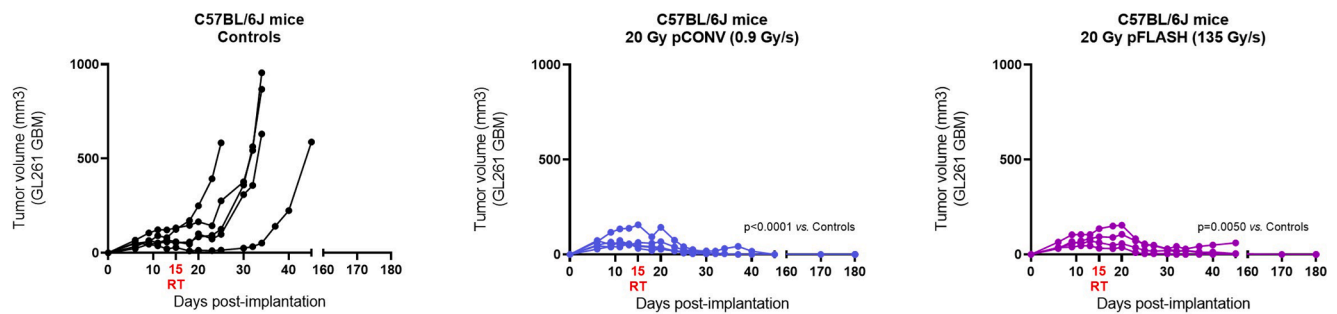 C57BL/6J mice
Controls
Tumor volume (mm3)
(GL261 GBM)
1000
500
0
0 10 15 20 30 40 160 170 180
RT
Days post-implantation
C57BL/6J mice
20 Gy pCONV (0.9 Gy/s)
Tumor volume (mm3)
(GL261 GBM)
1000
500
0
p<0.0001 vs. Controls
0 10 15 20 30 40 160 170 180
RT
Days post-implantation
C57BL/6J mice
20 Gy pFLASH (135 Gy/s)
Tumor volume (mm3)
(GL261 GBM)
1000
500
0
p=0.0050 vs. Controls
0 10 15 20 30 40 160 170 180
RT
Days post-implantation